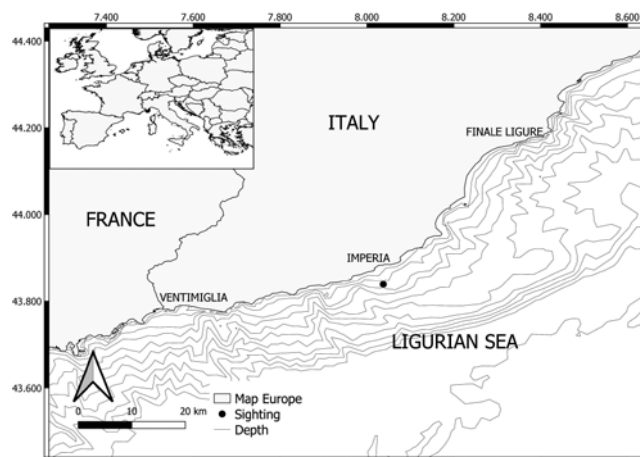 7.400 7.600 7.800 8.000 8.200 8.400 8.600
44.400
44.200
44.000
43.800
43.600
ITALY
FINALE LIGURE
FRANCE
IMPERIA
VENTIMIGLIA
LIGURIAN SEA
0 10 20 km
Map Europe
Sighting
Depth